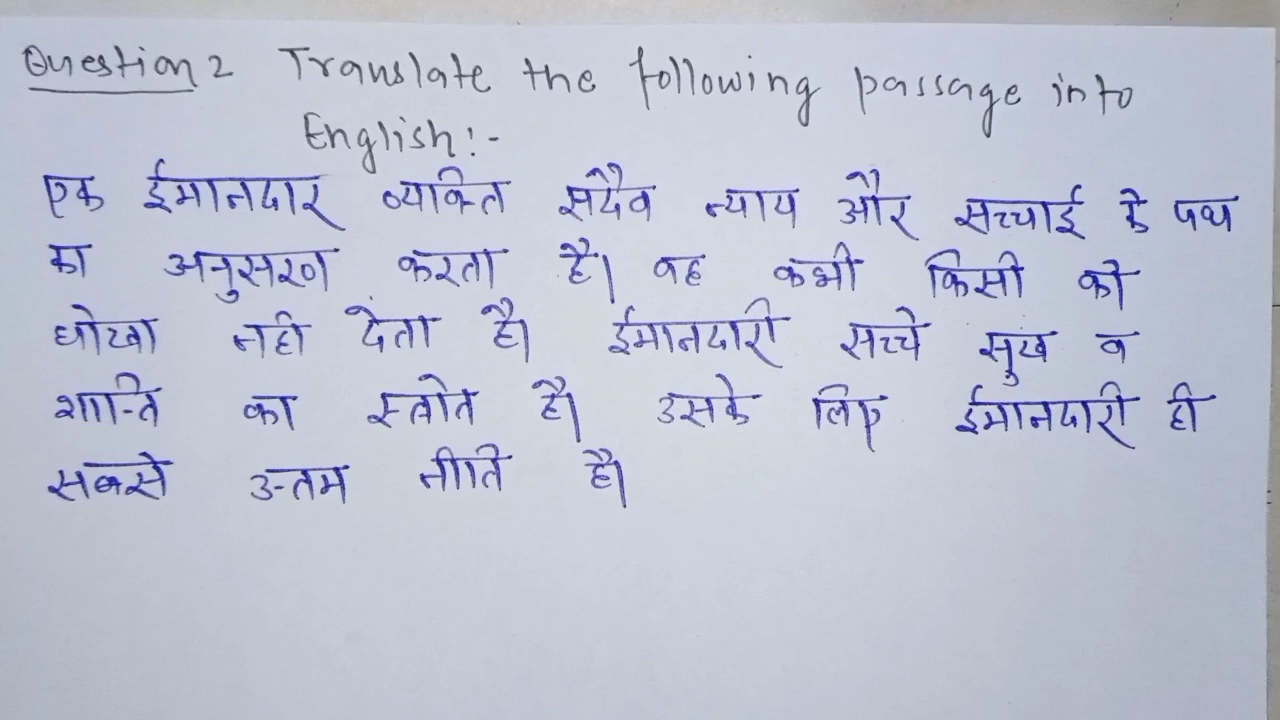 Question 2 Translate the following passage into
English:-
एक ईमानदार व्यक्ति सदैव न्याय और सच्चाई के पथ
का अनुसरण करता है। वह कभी किसी को
धोखा नही देता है। ईमानदारी सच्चे सुख व
शान्ति का स्तोत है। उसके लिए ईमानदारी ही
सबसे उत्तम नीति है।